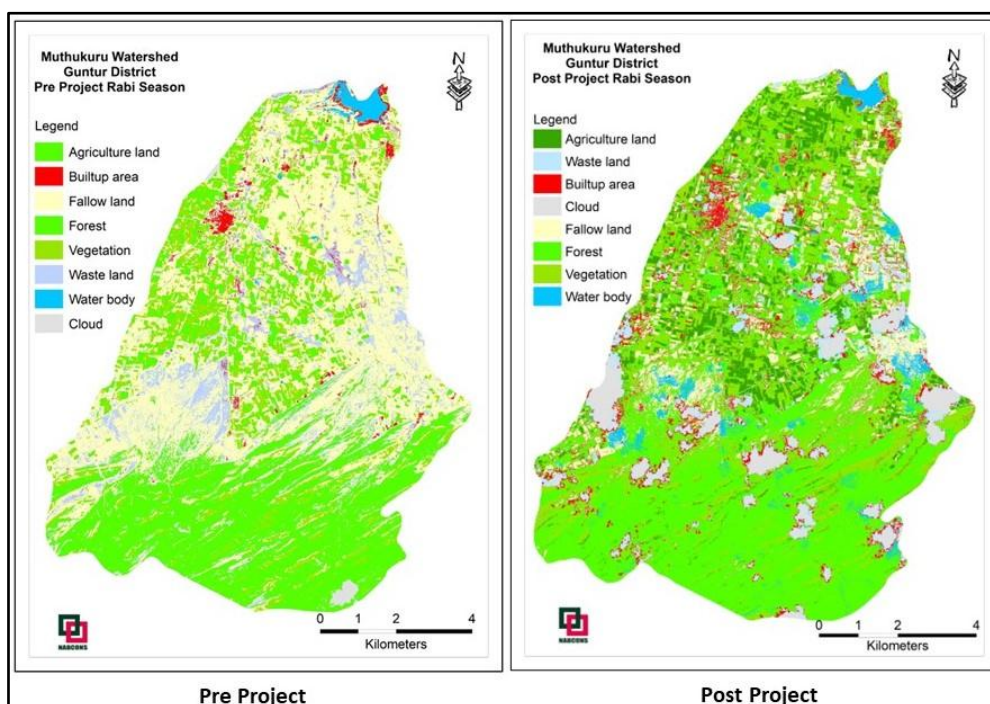 Muthukuru Watershed
Guntur District
Pre Project Rabi Season
N
Legend
Agriculture land
Builtup area
Fallow land
Forest
Vegetation
Waste land
Water body
Cloud
NABCONS
0 1 2 4
Kilometers
Pre Project
Muthukuru Watershed
Guntur District
Post Project Rabi Season
N
Legend
Agriculture land
Waste land
Builtup area
Cloud
Fallow land
Forest
Vegetation
Water body
NABCONS
0 1 2 4
Kilometers
Post Project